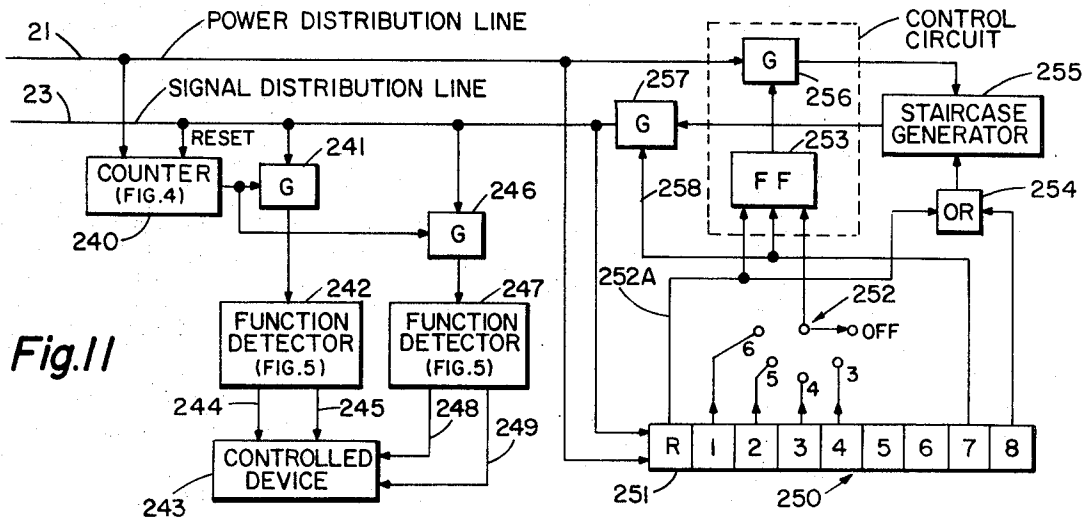 21
POWER DISTRIBUTION LINE
CONTROL
CIRCUIT
G
256
257
255
23
SIGNAL DISTRIBUTION LINE
RESET
241
G
STAIRCASE
GENERATOR
253
F F
COUNTER
(FIG.4)
240
G
246
G
258
254
OR
252A
252
OFF
242
247
FUNCTION
DETECTOR
(FIG.5)
FUNCTION
DETECTOR
(FIG.5)
6
5
4
3
Fig.11
244
245
248
249
CONTROLLED
DEVICE
243
R 1 2 3 4 5 6 7 8
251
250